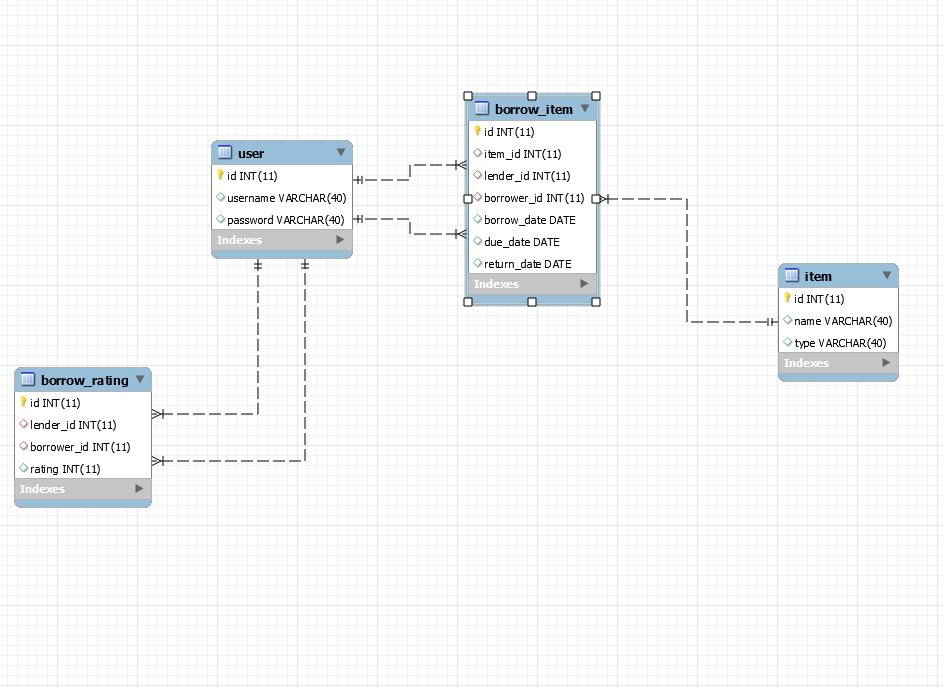 borrow_item
id INT(11)
item_id INT(11)
lender_id INT(11)
borrower_id INT(11)
borrow_date DATE
due_date DATE
return_date DATE
Indexes
user
id INT(11)
username VARCHAR(40)
password VARCHAR(40)
Indexes
item
id INT(11)
name VARCHAR(40)
type VARCHAR(40)
Indexes
borrow_rating
id INT(11)
lender_id INT(11)
borrower_id INT(11)
rating INT(11)
Indexes